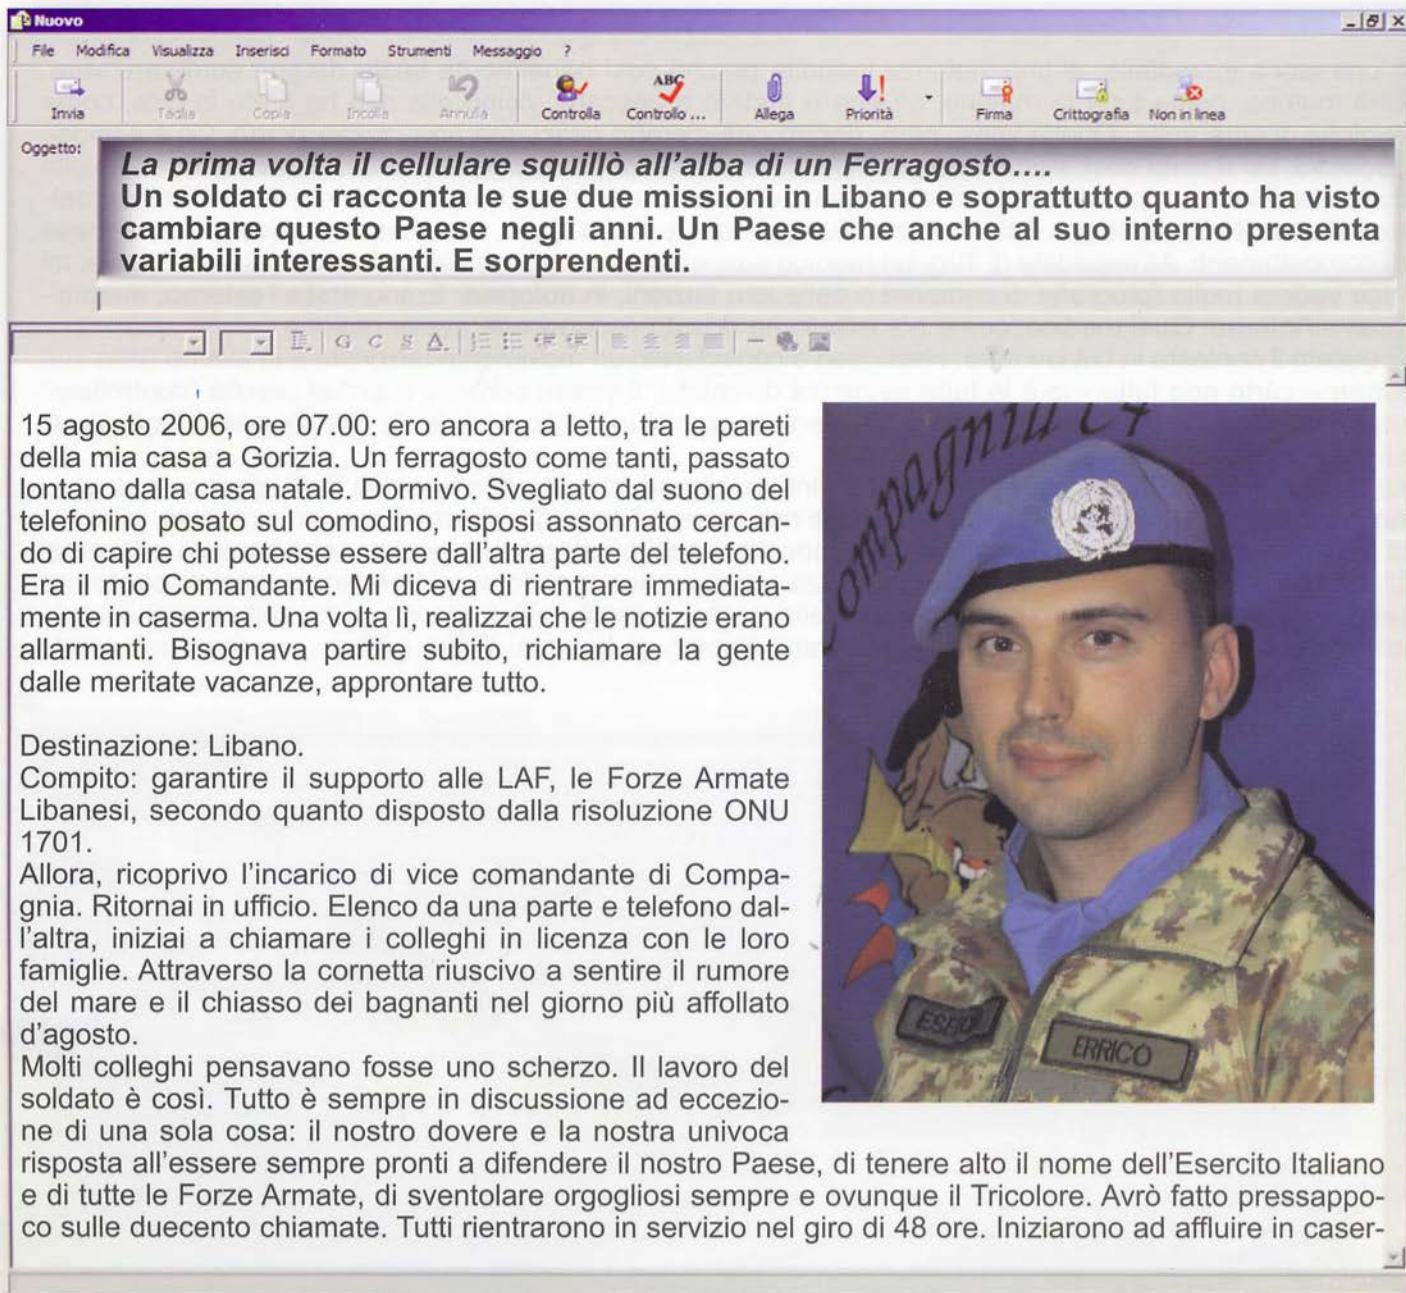 Nuovo
File Modifica Visualizza Inserisci Formato Strumenti Messaggio ?
Invia Taglia Copia Incolla Annulla Controlla Controllo ... Allega Priorità Firma Crittografia Non in linea
ABC
Oggetto:
La prima volta il cellulare squillò all'alba di un Ferragosto....
Un soldato ci racconta le sue due missioni in Libano e soprattutto quanto ha visto
cambiare questo Paese negli anni. Un Paese che anche al suo interno presenta
variabili interessanti. E sorprendenti.
G C S A
15 agosto 2006, ore 07.00: ero ancora a letto, tra le pareti
della mia casa a Gorizia. Un ferragosto come tanti, passato
lontano dalla casa natale. Dormivo. Svegliato dal suono del
telefonino posato sul comodino, risposi assonnato cercan-
do di capire chi potesse essere dall'altra parte del telefono.
Era il mio Comandante. Mi diceva di rientrare immediata-
mente in caserma. Una volta lì, realizzai che le notizie erano
allarmanti. Bisognava partire subito, richiamare la gente
dalle meritate vacanze, approntare tutto.
Destinazione: Libano.
Compito: garantire il supporto alle LAF, le Forze Armate
Libanesi, secondo quanto disposto dalla risoluzione ONU
1701.
Allora, ricoprivo l'incarico di vice comandante di Compa-
gnia. Ritornai in ufficio. Elenco da una parte e telefono dal-
l'altra, iniziai a chiamare i colleghi in licenza con le loro
famiglie. Attraverso la cornetta riuscivo a sentire il rumore
del mare e il chiasso dei bagnanti nel giorno più affollato
d'agosto.
Molti colleghi pensavano fosse uno scherzo. Il lavoro del
soldato è così. Tutto è sempre in discussione ad eccezio-
ne di una sola cosa: il nostro dovere e la nostra univoca
risposta all'essere sempre pronti a difendere il nostro Paese, di tenere alto il nome dell'Esercito Italiano
e di tutte le Forze Armate, di sventolare orgogliosi sempre e ovunque il Tricolore. Avrò fatto pressappo-
co sulle duecento chiamate. Tutti rientrarono in servizio nel giro di 48 ore. Iniziarono ad affluire in caser-
Compagnia C4
ERRICO